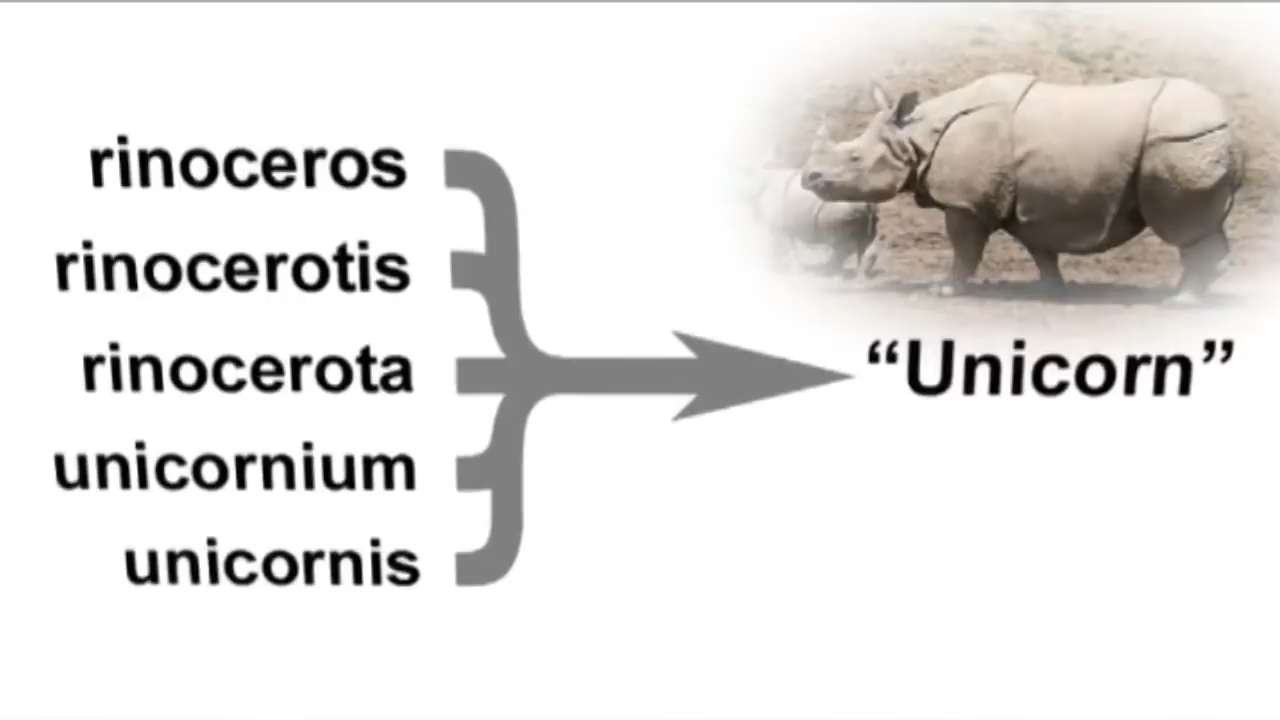 rinoceros
rinocerotis
rinocerota
unicornium
unicornis
“Unicorn”